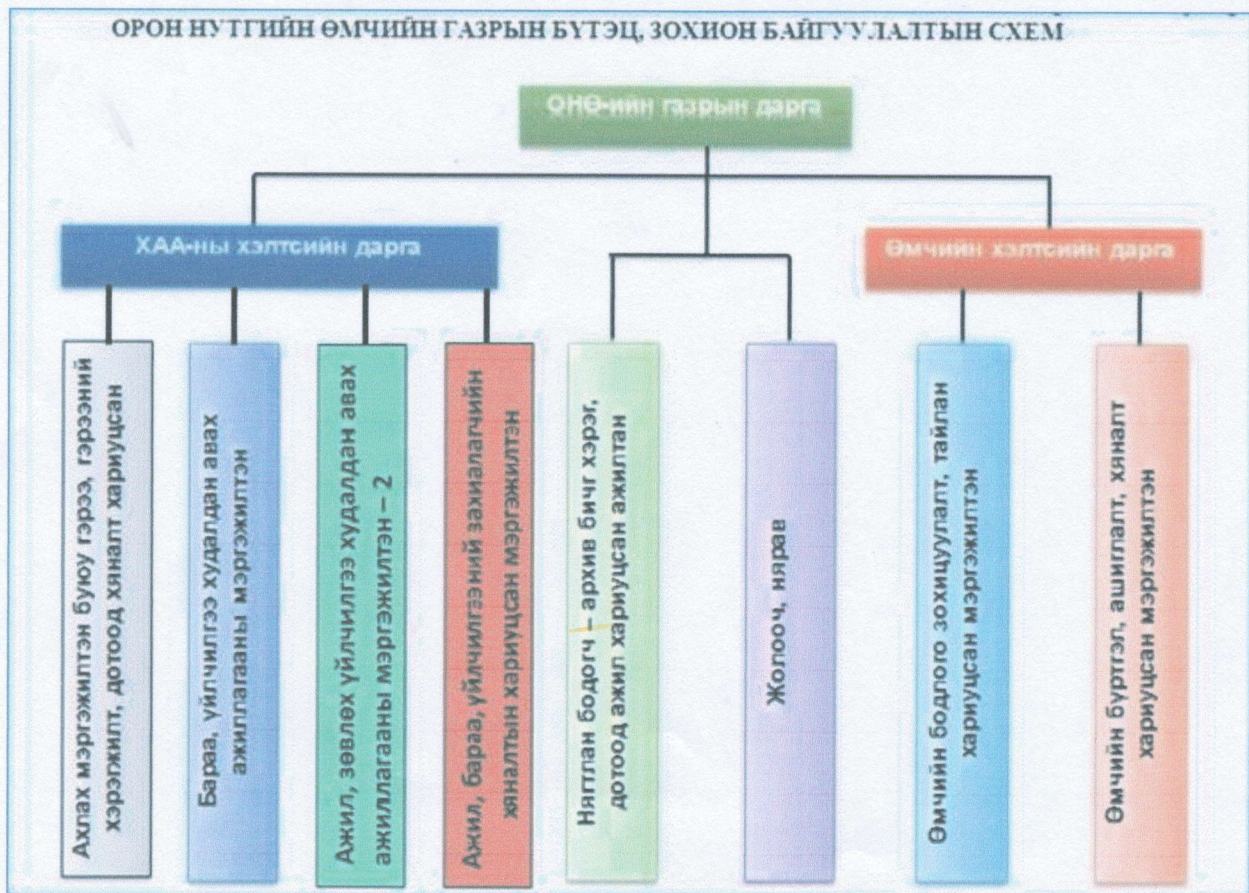 ОРОН НУТГИЙН ӨМЧИЙН ГАЗРЫН БҮТЭЦ, ЗОХИОН БАЙГУУЛАЛТЫН СХЕМ
ОНӨ-ийн газрын дарга
ХАА-ны хэлтсийн дарга
Өмчийн хэлтсийн дарга
Ахлах мэргэжилтэн буюу гэрээ, гэрээний
хэрэгжилт, дотоод хяналт хариуцсан
Бараа, үйлчилгээ худалдан авах
ажиллагааны мэргэжилтэн
Ажил, зөвлөх үйлчилгээ худалдан авах
ажиллагааны мэргэжилтэн – 2
Ажил, бараа, үйлчилгээний захиалагчийн
хяналтын хариуцсан мэргэжилтэн
Нягтлан бодогч – архив бичг хэрэг,
дотоод ажил хариуцсан ажилтан
Жолооч, нярав
Өмчийн бодлого зохицуулалт, тайлан
хариуцсан мэргэжилтэн
Өмчийн бүртгэл, ашиглалт, хяналт
хариуцсан мэргэжилтэн